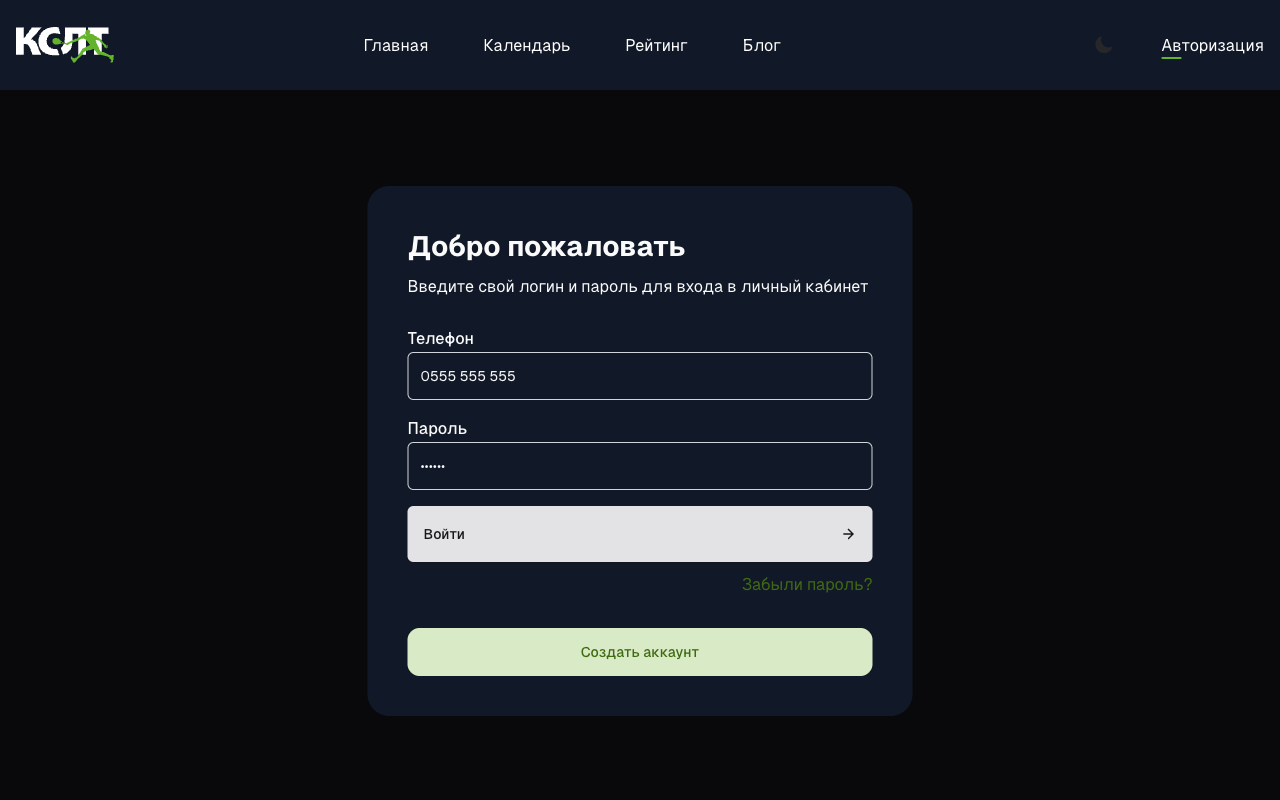 КСЛТ
Главная
Календарь
Рейтинг
Блог
Авторизация
Добро пожаловать
Введите свой логин и пароль для входа в личный кабинет
Телефон
0555 555 555
Пароль
••••••
Войти
Забыли пароль?
Создать аккаунт